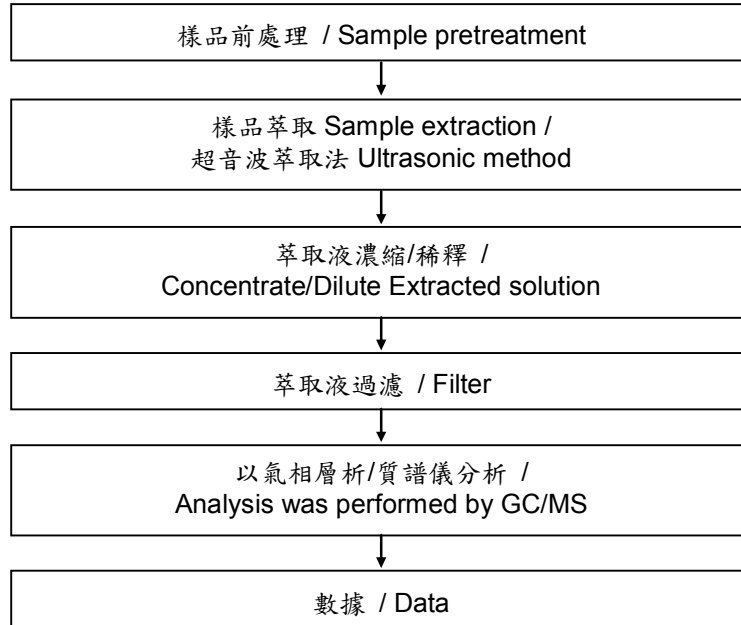 樣品前處理 / Sample pretreatment
樣品萃取 Sample extraction /
超音波萃取法 Ultrasonic method
萃取液濃縮/稀釋 /
Concentrate/Dilute Extracted solution
萃取液過濾 / Filter
以氣相層析/質譜儀分析 /
Analysis was performed by GC/MS
數據 / Data